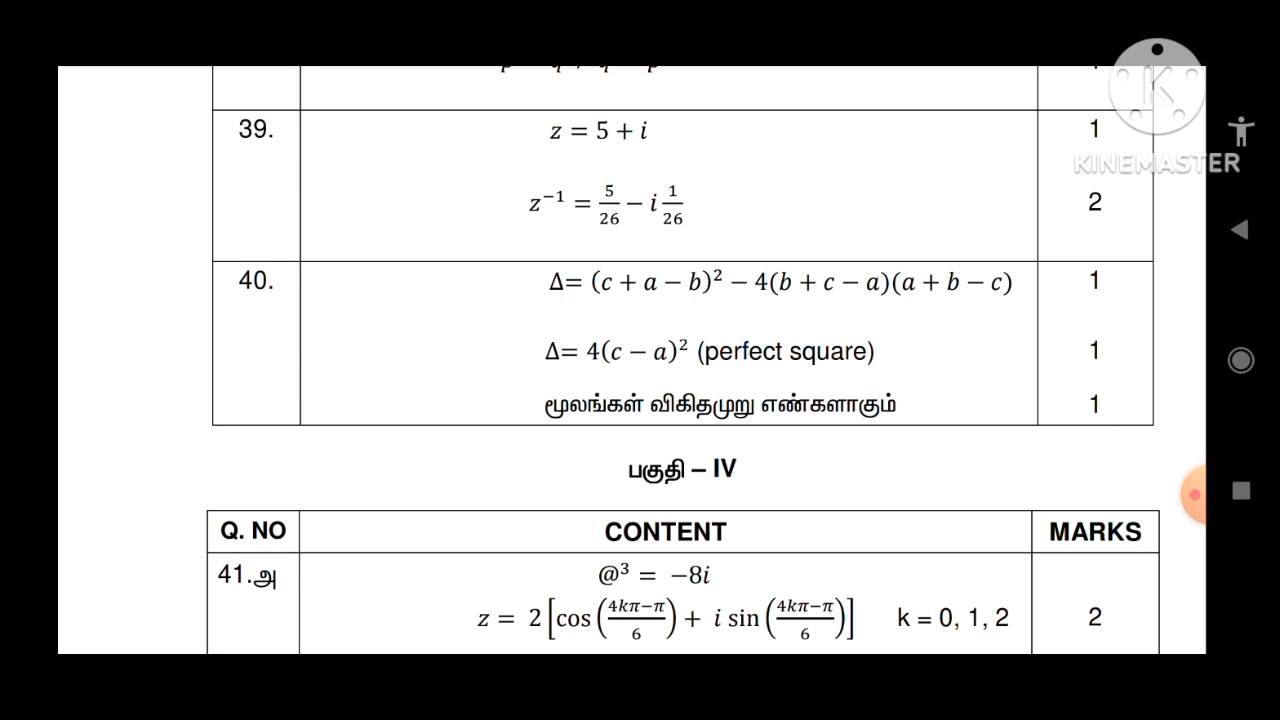 KINEMASTER
39. z = 5 + i 1
z⁻¹ = 5/26 − i 1/26 2
40. Δ= (c + a − b)² − 4(b + c − a)(a + b − c) 1
Δ= 4(c − a)² (perfect square) 1
மூலங்கள் விகிதமுறு எண்களாகும் 1
பகுதி – IV
Q. NO CONTENT MARKS
41.அ @³ = −8i
z = 2 [cos (4kπ−π/6) + i sin (4kπ−π/6)] k = 0, 1, 2 2